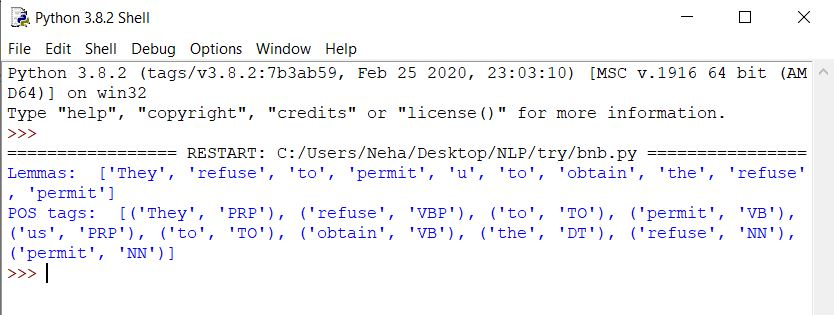 Python 3.8.2 Shell
File Edit Shell Debug Options Window Help
Python 3.8.2 (tags/v3.8.2:7b3ab59, Feb 25 2020, 23:03:10) [MSC v.1916 64 bit (AM
D64)] on win32
Type "help", "copyright", "credits" or "license()" for more information.
>>>
================= RESTART: C:/Users/Neha/Desktop/NLP/try/bnb.py ================
Lemmas:  ['They', 'refuse', 'to', 'permit', 'u', 'to', 'obtain', 'the', 'refuse'
, 'permit']
POS tags:  [('They', 'PRP'), ('refuse', 'VBP'), ('to', 'TO'), ('permit', 'VB'),
('us', 'PRP'), ('to', 'TO'), ('obtain', 'VB'), ('the', 'DT'), ('refuse', 'NN'),
('permit', 'NN')]
>>>